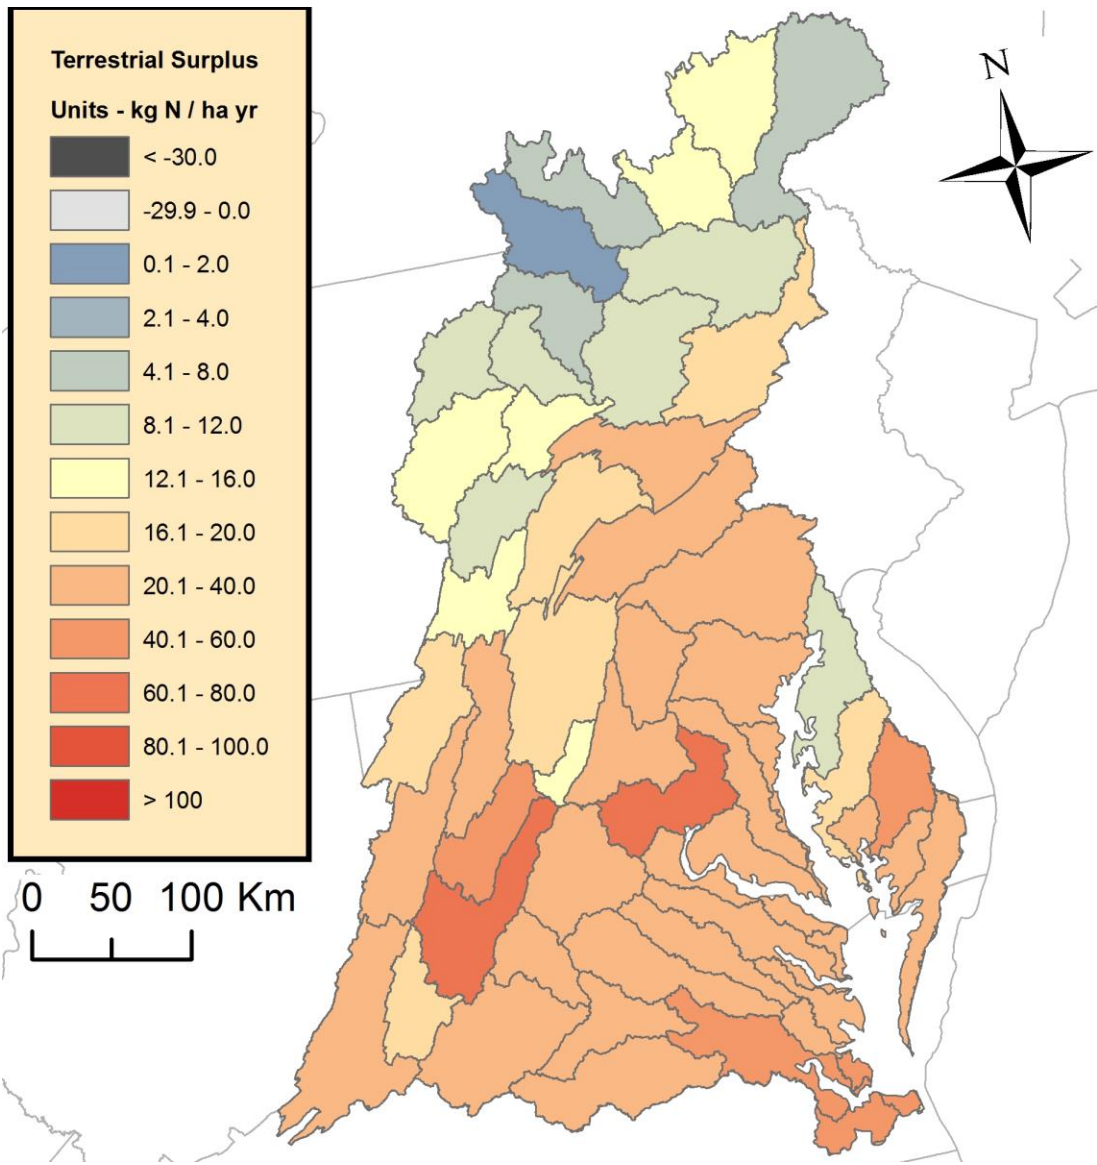 Terrestrial Surplus
Units - kg N / ha yr
< -30.0
-29.9 - 0.0
0.1 - 2.0
2.1 - 4.0
4.1 - 8.0
8.1 - 12.0
12.1 - 16.0
16.1 - 20.0
20.1 - 40.0
40.1 - 60.0
60.1 - 80.0
80.1 - 100.0
> 100
0 50 100 Km
N